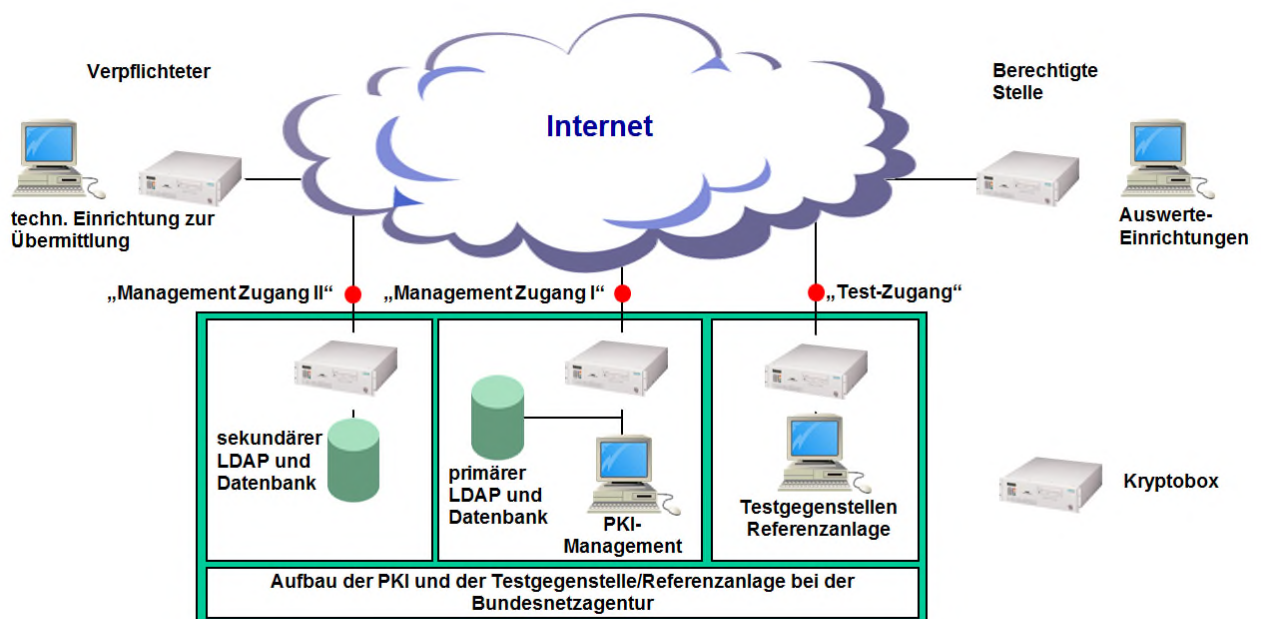 Verpflichteter
Berechtigte
Stelle
Internet
techn. Einrichtung zur
Übermittlung
Auswerte-
Einrichtungen
„Management Zugang II“
„Management Zugang I“
„Test-Zugang“
sekundärer
LDAP und
Datenbank
primärer
LDAP und
Datenbank
PKI-
Management
Testgegenstellen
Referenzanlage
Kryptobox
Aufbau der PKI und der Testgegenstelle/Referenzanlage bei der
Bundesnetzagentur